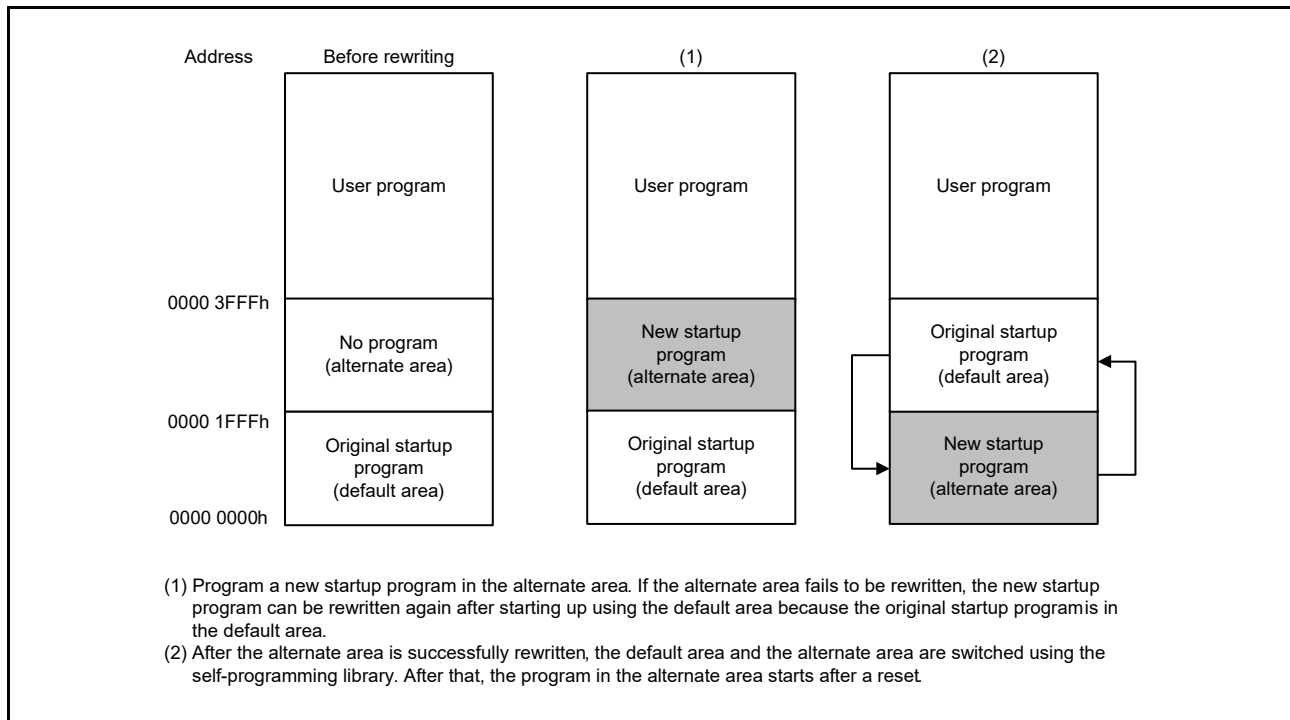 Address
Before rewriting
(1)
(2)
User program
User program
User program
0000 3FFFh
No program
(alternate area)
New startup
program
(alternate area)
Original startup
program
(default area)
0000 1FFFh
Original startup
program
(default area)
Original startup
program
(default area)
New startup
program
(alternate area)
0000 0000h
(1) Program a new startup program in the alternate area. If the alternate area fails to be rewritten, the new startup
program can be rewritten again after starting up using the default area because the original startup program is in
the default area.
(2) After the alternate area is successfully rewritten, the default area and the alternate area are switched using the
self-programming library. After that, the program in the alternate area starts after a reset.